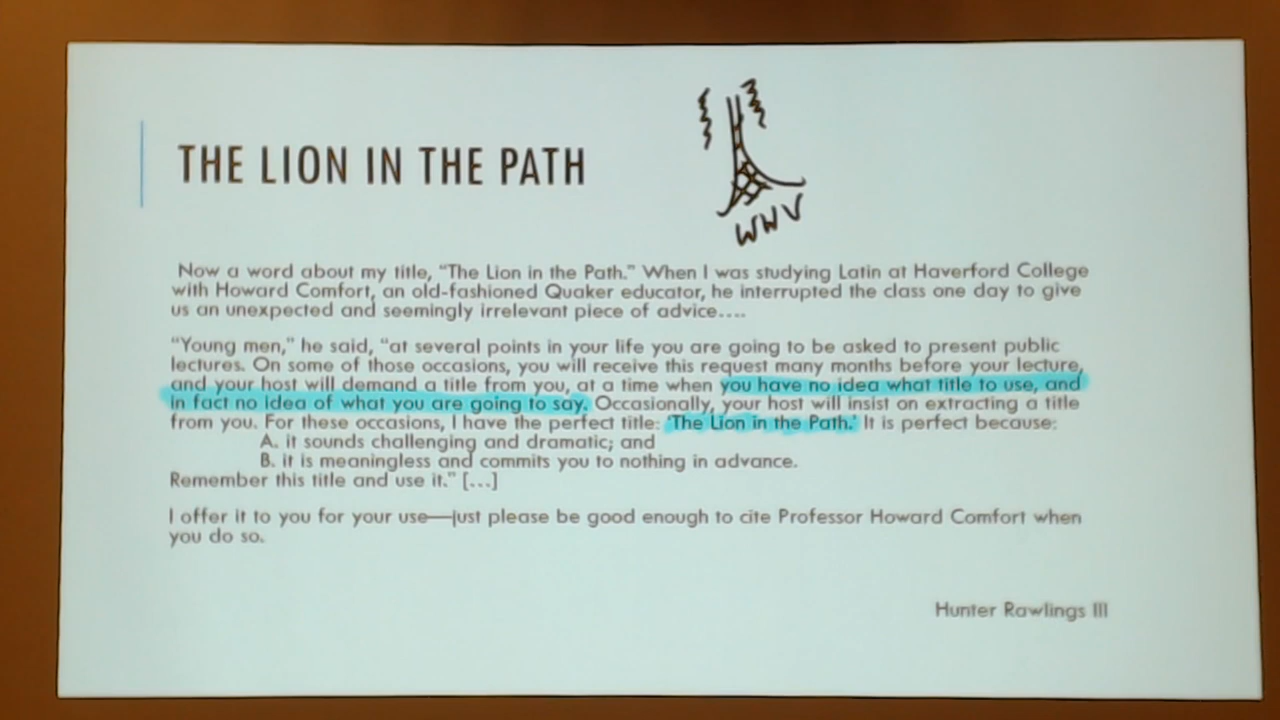 THE LION IN THE PATH
WHV
Now a word about my title, “The Lion in the Path.” When I was studying Latin at Haverford College
with Howard Comfort, an old-fashioned Quaker educator, he interrupted the class one day to give
us an unexpected and seemingly irrelevant piece of advice….
“Young men,” he said, “at several points in your life you are going to be asked to present public
lectures. On some of those occasions, you will receive this request many months before your lecture,
and your host will demand a title from you, at a time when you have no idea what title to use, and
in fact no idea of what you are going to say. Occasionally, your host will insist on extracting a title
from you. For these occasions, I have the perfect title: ‘The Lion in the Path.’ It is perfect because:
A. it sounds challenging and dramatic; and
B. it is meaningless and commits you to nothing in advance.
Remember this title and use it.” […]
I offer it to you for your use—just please be good enough to cite Professor Howard Comfort when
you do so.
Hunter Rawlings III